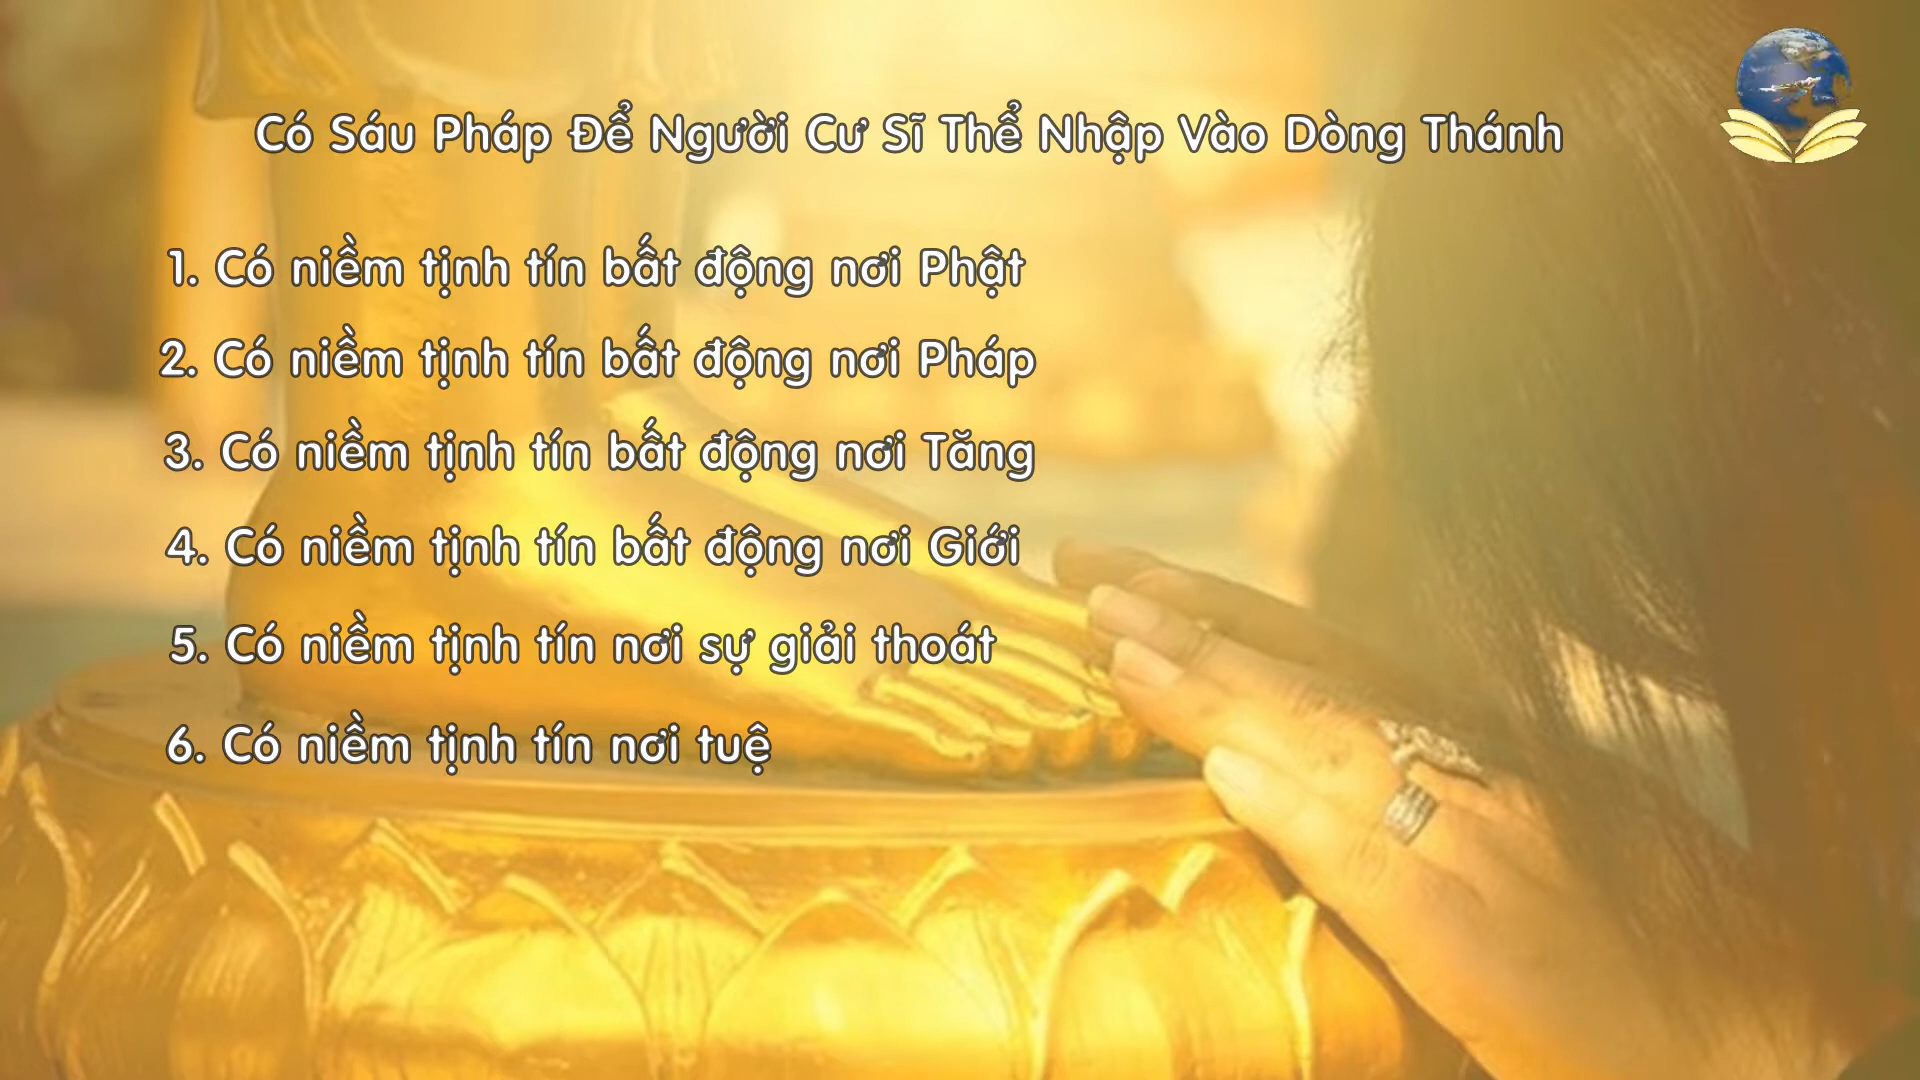 Có Sáu Pháp Để Người Cư Sĩ Thể Nhập Vào Dòng Thánh
1. Có niềm tịnh tín bất động nơi Phật
2. Có niềm tịnh tín bất động nơi Pháp
3. Có niềm tịnh tín bất động nơi Tăng
4. Có niềm tịnh tín bất động nơi Giới
5. Có niềm tịnh tín nơi sự giải thoát
6. Có niềm tịnh tín nơi tuệ